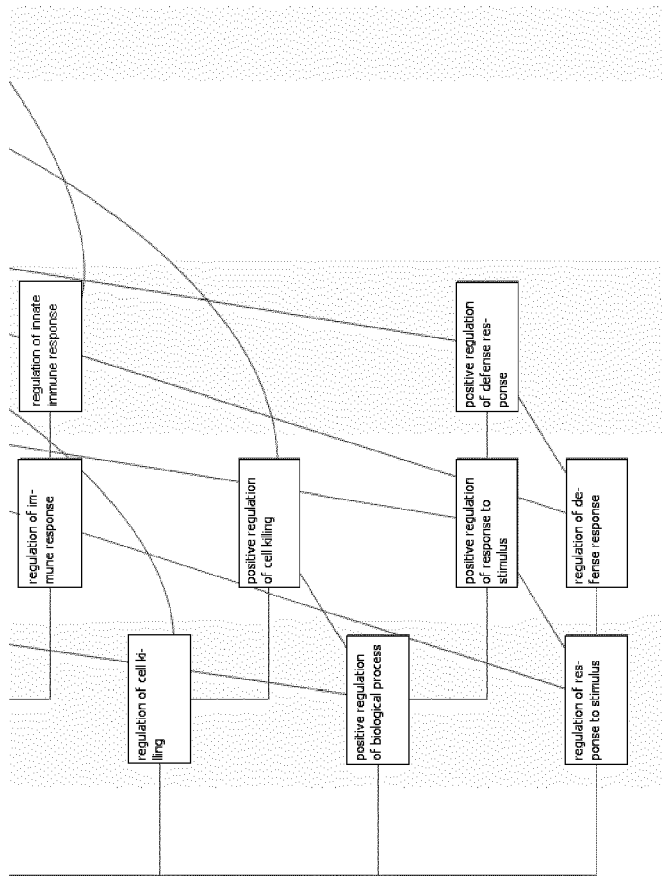 regulation of innate
immune response
positive regulation
of defense res-
ponse
regulation of im-
mune response
positive regulation
of cell killing
positive regulation
of response to
stimulus
regulation of de-
fense response
regulation of cell ki-
lling
positive regulation
of biological process
regulation of res-
ponse to stimulus